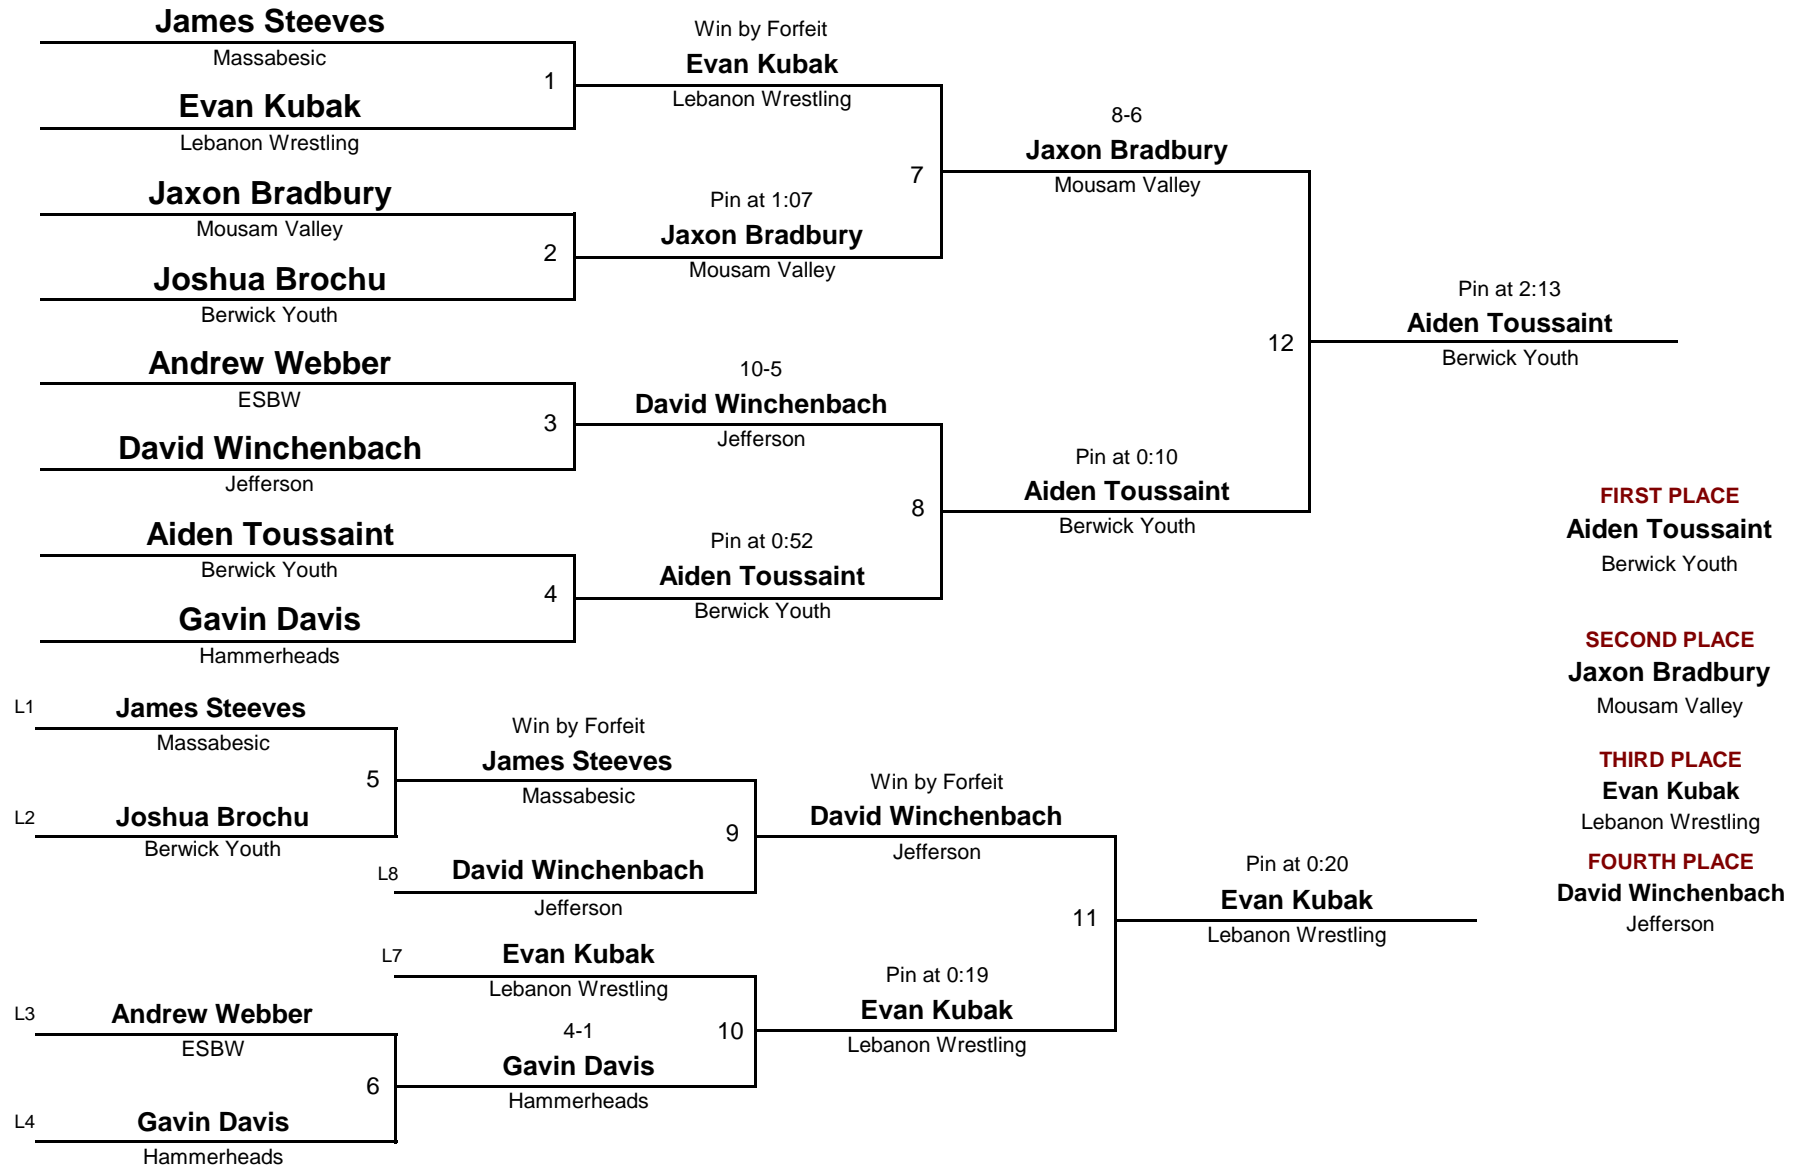 James Steeves
Massabesic
1
Evan Kubak
Lebanon Wrestling
Win by Forfeit
Evan Kubak
Lebanon Wrestling
Jaxon Bradbury
Mousam Valley
2
Joshua Brochu
Berwick Youth
Pin at 1:07
Jaxon Bradbury
Mousam Valley
7
8-6
Jaxon Bradbury
Mousam Valley
Andrew Webber
ESBW
3
David Winchenbach
Jefferson
10-5
David Winchenbach
Jefferson
Aiden Toussaint
Berwick Youth
4
Gavin Davis
Hammerheads
Pin at 0:52
Aiden Toussaint
Berwick Youth
8
Pin at 0:10
Aiden Toussaint
Berwick Youth
12
Pin at 2:13
Aiden Toussaint
Berwick Youth
L1
James Steeves
Massabesic
5
L2
Joshua Brochu
Berwick Youth
Win by Forfeit
James Steeves
Massabesic
9
L8
David Winchenbach
Jefferson
Win by Forfeit
David Winchenbach
Jefferson
L7
Evan Kubak
Lebanon Wrestling
L3
Andrew Webber
ESBW
6
L4
Gavin Davis
Hammerheads
4-1
Gavin Davis
Hammerheads
10
Pin at 0:19
Evan Kubak
Lebanon Wrestling
11
Pin at 0:20
Evan Kubak
Lebanon Wrestling
FIRST PLACE
Aiden Toussaint
Berwick Youth
SECOND PLACE
Jaxon Bradbury
Mousam Valley
THIRD PLACE
Evan Kubak
Lebanon Wrestling
FOURTH PLACE
David Winchenbach
Jefferson